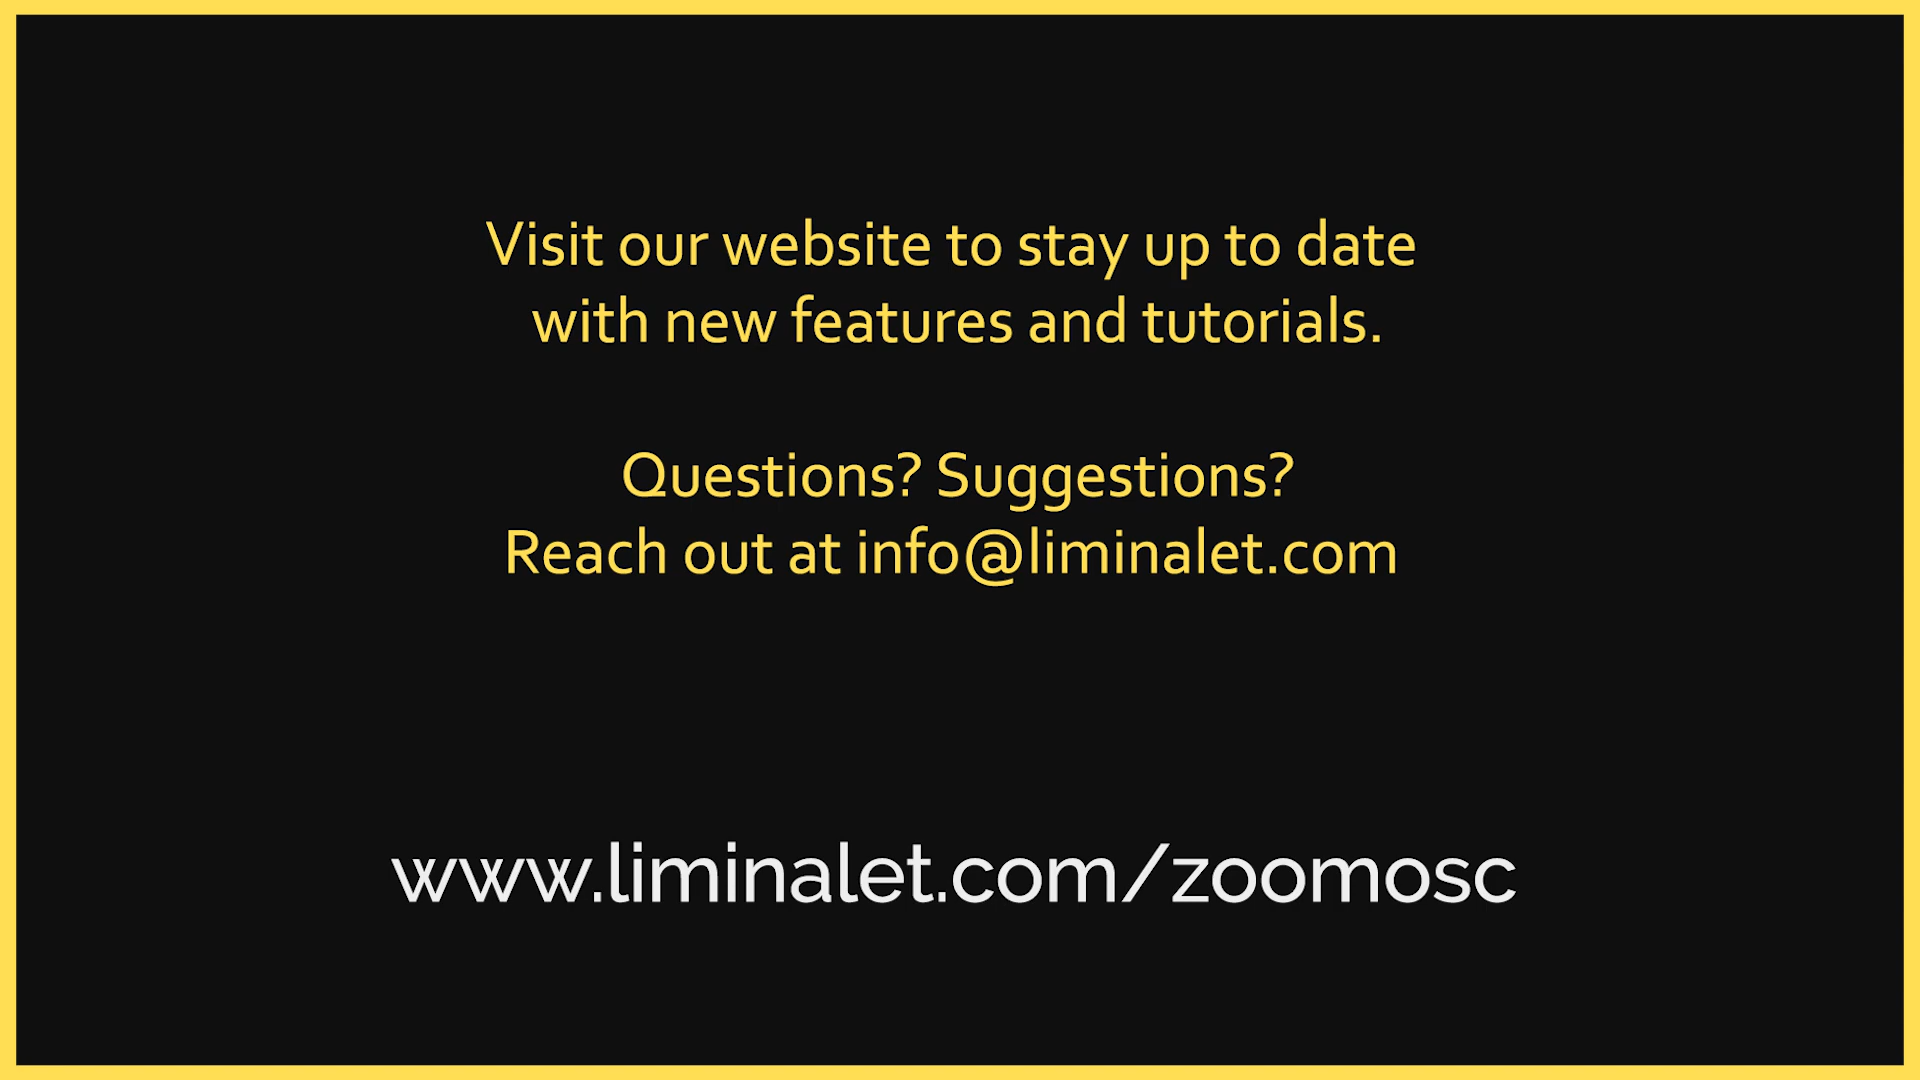 Visit our website to stay up to date
with new features and tutorials.
Questions? Suggestions?
Reach out at info@liminalet.com
www.liminalet.com/zoomosc